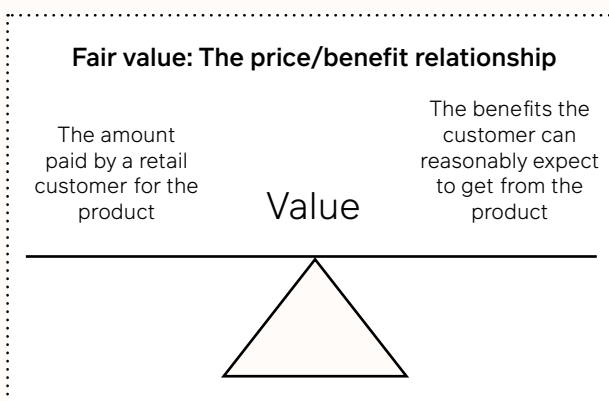 Fair value: The price/benefit relationship
The amount
paid by a retail
customer for the
product
Value
The benefits the
customer can
reasonably expect
to get from the
product